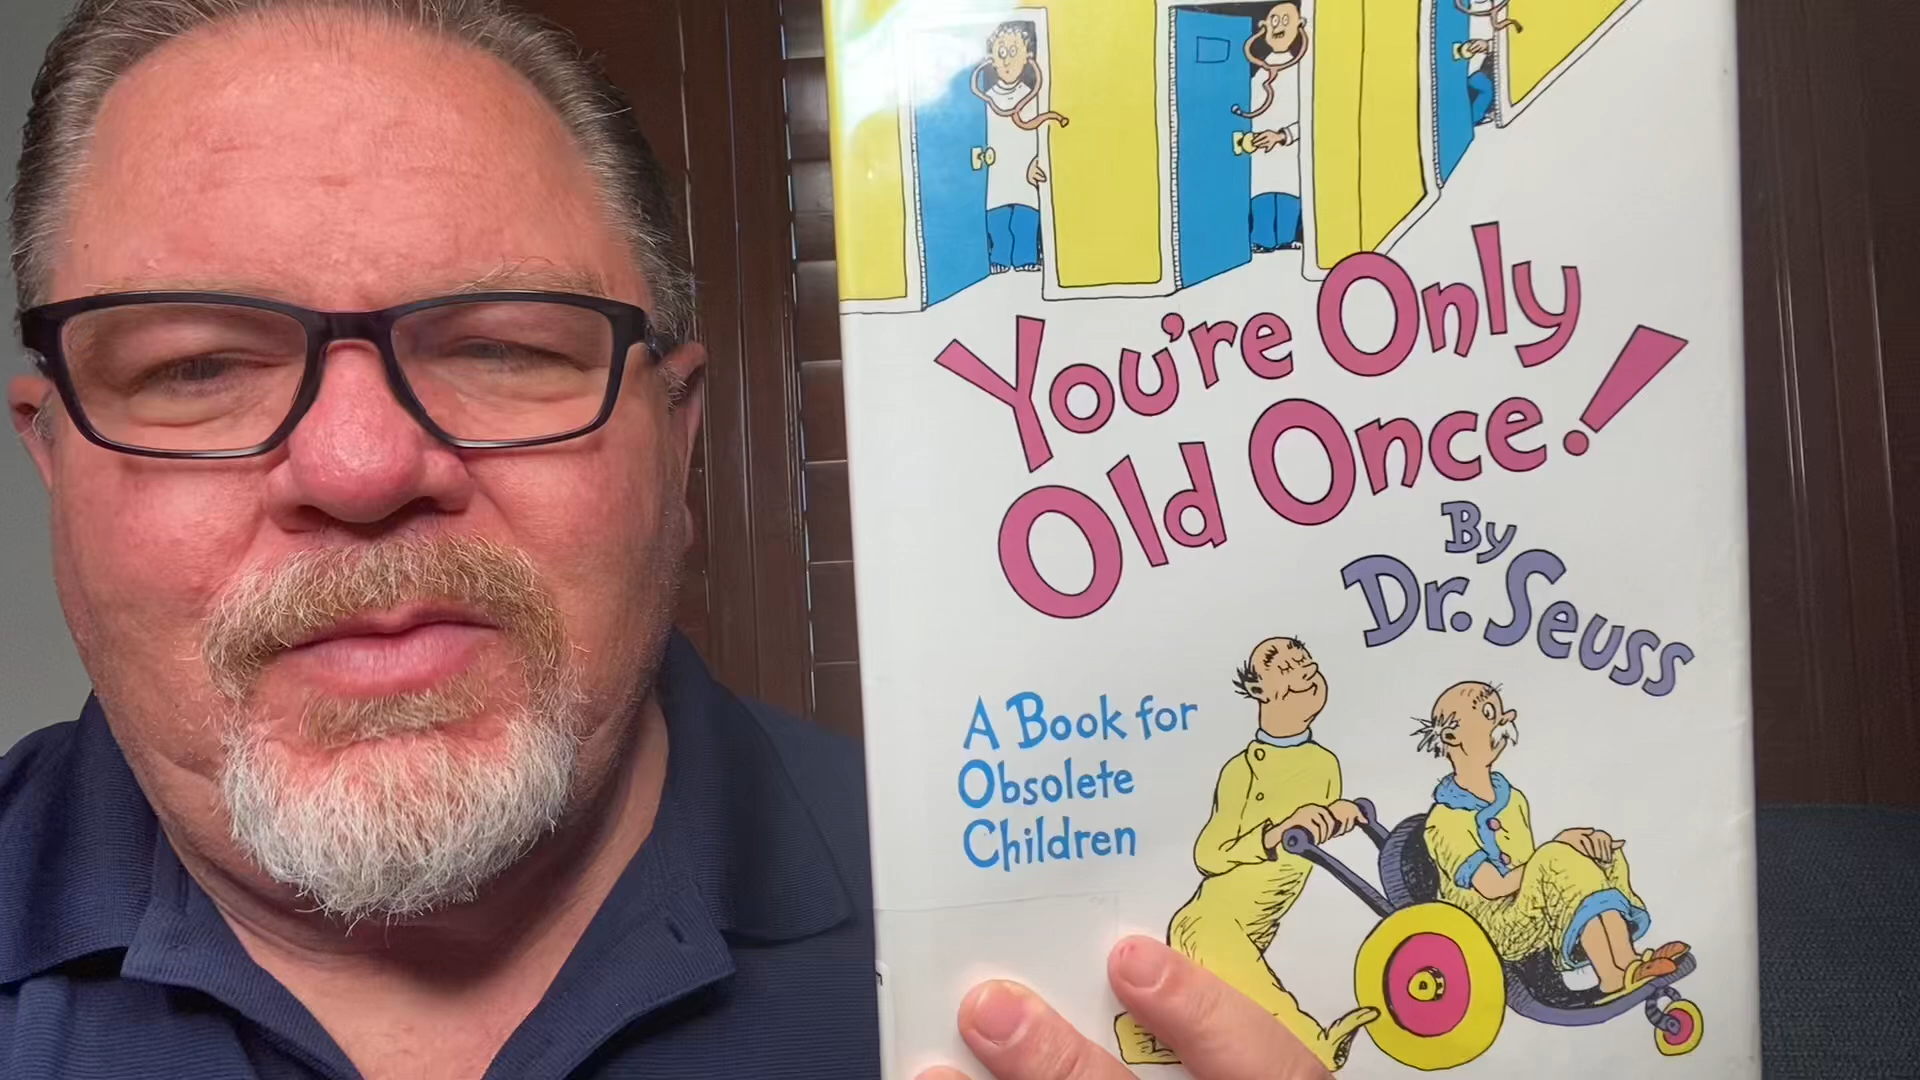 You're Only
Old Once!
By
Dr. Seuss
A Book for
Obsolete
Children